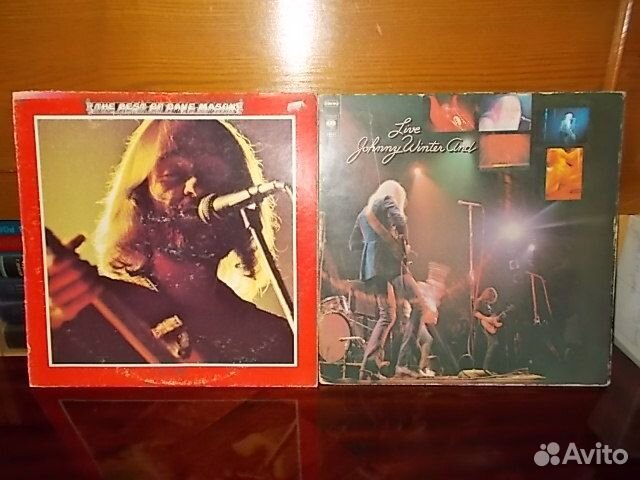 THE BEST OF DAVE MASON
Live
Johnny Winter And
Avito